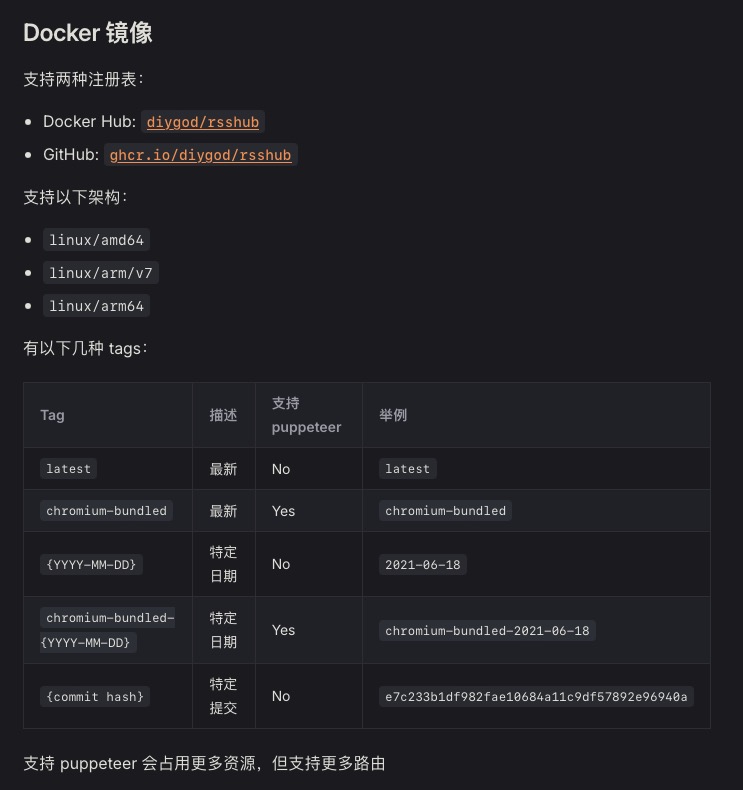 Docker 镜像
支持两种注册表：
Docker Hub: diygod/rsshub
GitHub: ghcr.io/diygod/rsshub
支持以下架构：
linux/amd64
linux/arm/v7
linux/arm64
有以下几种 tags：
Tag 描述 支持 puppeteer 举例
latest 最新 No latest
chromium-bundled 最新 Yes chromium-bundled
{YYYY-MM-DD} 特定日期 No 2021-06-18
chromium-bundled-{YYYY-MM-DD} 特定日期 Yes chromium-bundled-2021-06-18
{commit hash} 特定提交 No e7c233b1df982fae10684a11c9df57892e96940a
支持 puppeteer 会占用更多资源，但支持更多路由